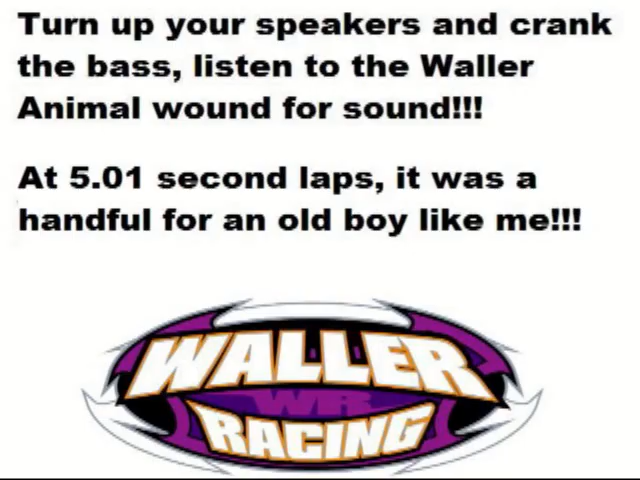 Turn up your speakers and crank
the bass, listen to the Waller
Animal wound for sound!!!
At 5.01 second laps, it was a
handful for an old boy like me!!!
WALLER
WR
RACING